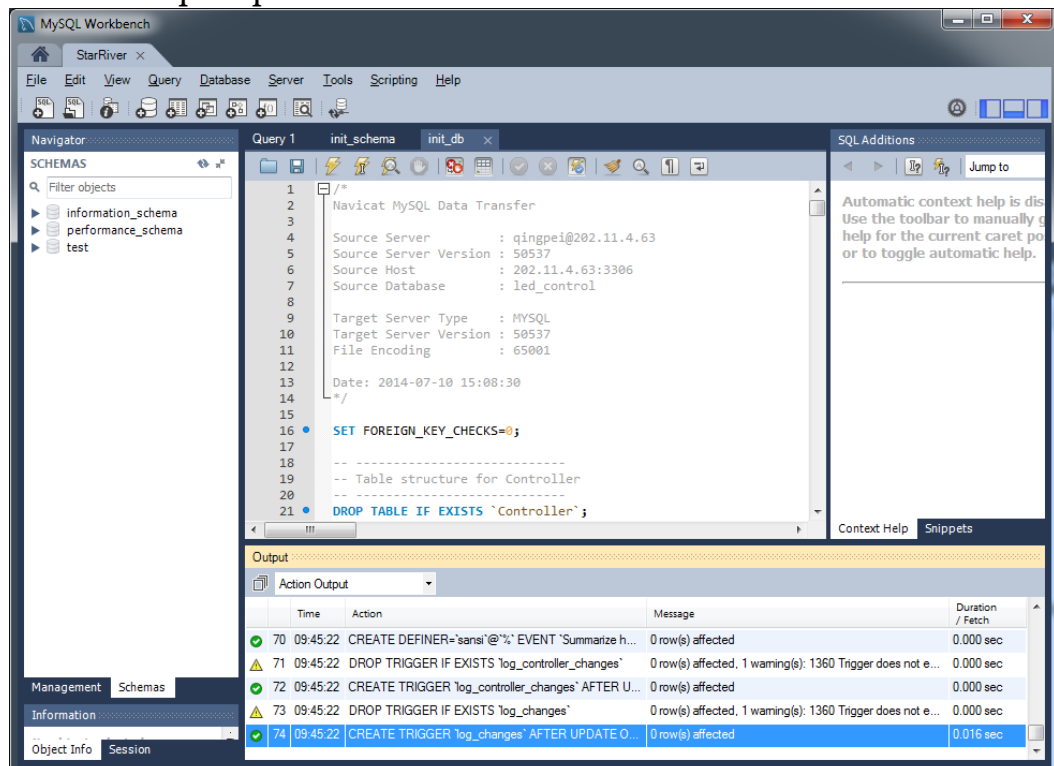 MySQL Workbench
StarRiver
File Edit View Query Database Server Tools Scripting Help
Navigator
SCHEMAS
Filter objects
information_schema
performance_schema
test
Management Schemas
Information
Object Info Session
Query 1 init_schema init_db
1 /*
2 Navicat MySQL Data Transfer
3
4 Source Server : qingpei@202.11.4.63
5 Source Server Version : 50537
6 Source Host : 202.11.4.63:3306
7 Source Database : led_control
8
9 Target Server Type : MYSQL
10 Target Server Version : 50537
11 File Encoding : 65001
12
13 Date: 2014-07-10 15:08:30
14 */
15
16 SET FOREIGN_KEY_CHECKS=0;
17
18 -- ----------------------------
19 -- Table structure for Controller
20 -- ----------------------------
21 DROP TABLE IF EXISTS `Controller`;
SQL Additions
Jump to
Automatic context help is dis
Use the toolbar to manually g
help for the current caret po
or to toggle automatic help.
Context Help Snippets
Output
Action Output
Time Action Message Duration / Fetch
70 09:45:22 CREATE DEFINER=`sansi`@`%` EVENT `Summarize h... 0 row(s) affected 0.000 sec
71 09:45:22 DROP TRIGGER IF EXISTS `log_controller_changes` 0 row(s) affected, 1 warning(s): 1360 Trigger does not e... 0.000 sec
72 09:45:22 CREATE TRIGGER `log_controller_changes` AFTER U... 0 row(s) affected 0.000 sec
73 09:45:22 DROP TRIGGER IF EXISTS `log_changes` 0 row(s) affected, 1 warning(s): 1360 Trigger does not e... 0.000 sec
74 09:45:22 CREATE TRIGGER `log_changes` AFTER UPDATE O... 0 row(s) affected 0.016 sec